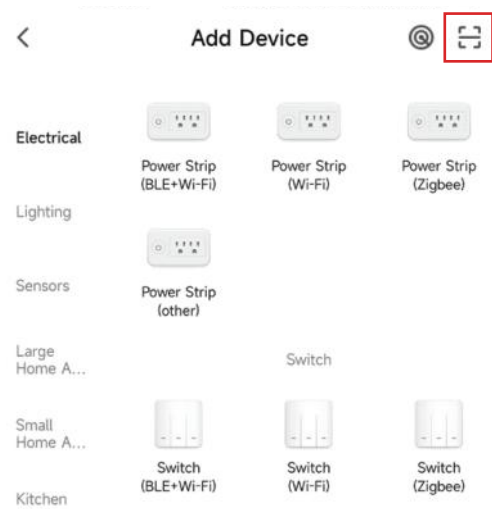 Add Device
Electrical
Power Strip
(BLE+Wi-Fi)
Power Strip
(Wi-Fi)
Power Strip
(Zigbee)
Lighting
Sensors
Power Strip
(other)
Large
Home A...
Switch
Small
Home A...
Switch
(BLE+Wi-Fi)
Switch
(Wi-Fi)
Switch
(Zigbee)
Kitchen